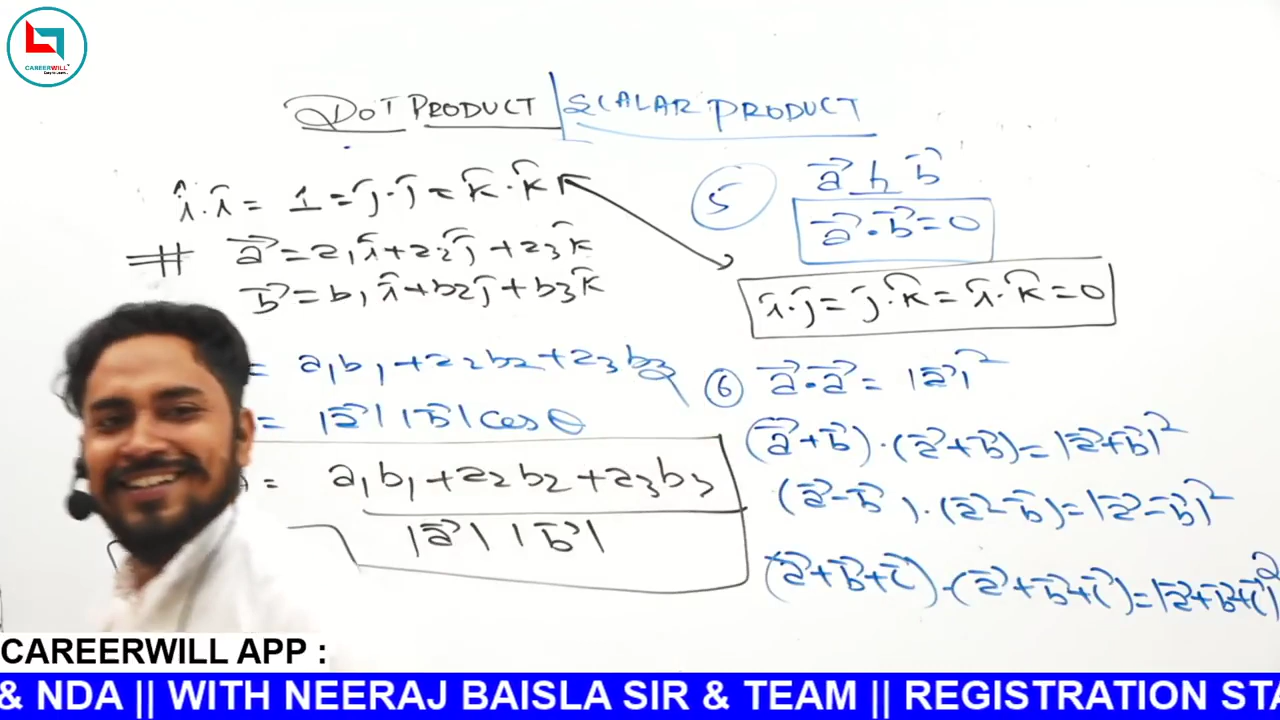 CAREERWILL
DOT PRODUCT | SCALAR PRODUCT
î.î = 1 = ĵ.ĵ = k̂.k̂
# a⃗ = a₁î + a₂ĵ + a₃k̂
b⃗ = b₁î + b₂ĵ + b₃k̂
= a₁b₁ + a₂b₂ + a₃b₃
= |a⃗| |b⃗| cos θ
= a₁b₁ + a₂b₂ + a₃b₃
|a⃗| |b⃗|
5 a⃗ h b⃗
a⃗ . b⃗ = 0
î.ĵ = ĵ.k̂ = î.k̂ = 0
6 a⃗ . a⃗ = |a⃗|²
(a⃗ + b⃗) . (a⃗ + b⃗) = |a⃗ + b⃗|²
(a⃗ - b⃗) . (a⃗ - b⃗) = |a⃗ - b⃗|²
(a⃗ + b⃗ + c⃗) . (a⃗ + b⃗ + c⃗) = |a⃗ + b⃗ + c⃗|²
CAREERWILL APP :
& NDA || WITH NEERAJ BAISLA SIR & TEAM || REGISTRATION STA